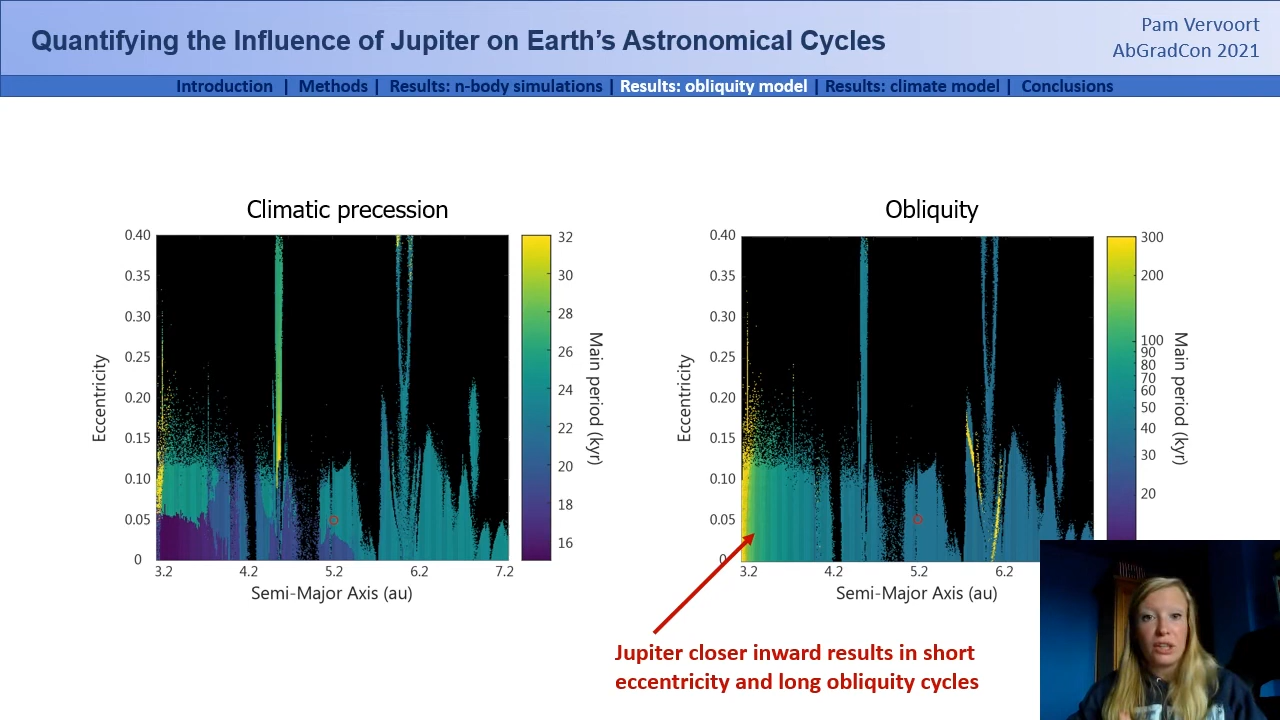 Quantifying the Influence of Jupiter on Earth's Astronomical Cycles
Pam Vervoort
AbGradCon 2021
Introduction | Methods | Results: n-body simulations | Results: obliquity model | Results: climate model | Conclusions
Climatic precession
0.40
0.35
0.30
0.25
0.20
0.15
0.10
0.05
0
Eccentricity
3.2 4.2 5.2 6.2 7.2
Semi-Major Axis (au)
32
30
28
26
24
22
20
18
16
Main period (kyr)
Obliquity
0.40
0.35
0.30
0.25
0.20
0.15
0.10
0.05
0
Eccentricity
3.2 4.2 5.2 6.2
Semi-Major Axis (au)
300
200
100
90
80
70
60
50
40
30
20
Main period (kyr)
Jupiter closer inward results in short
eccentricity and long obliquity cycles